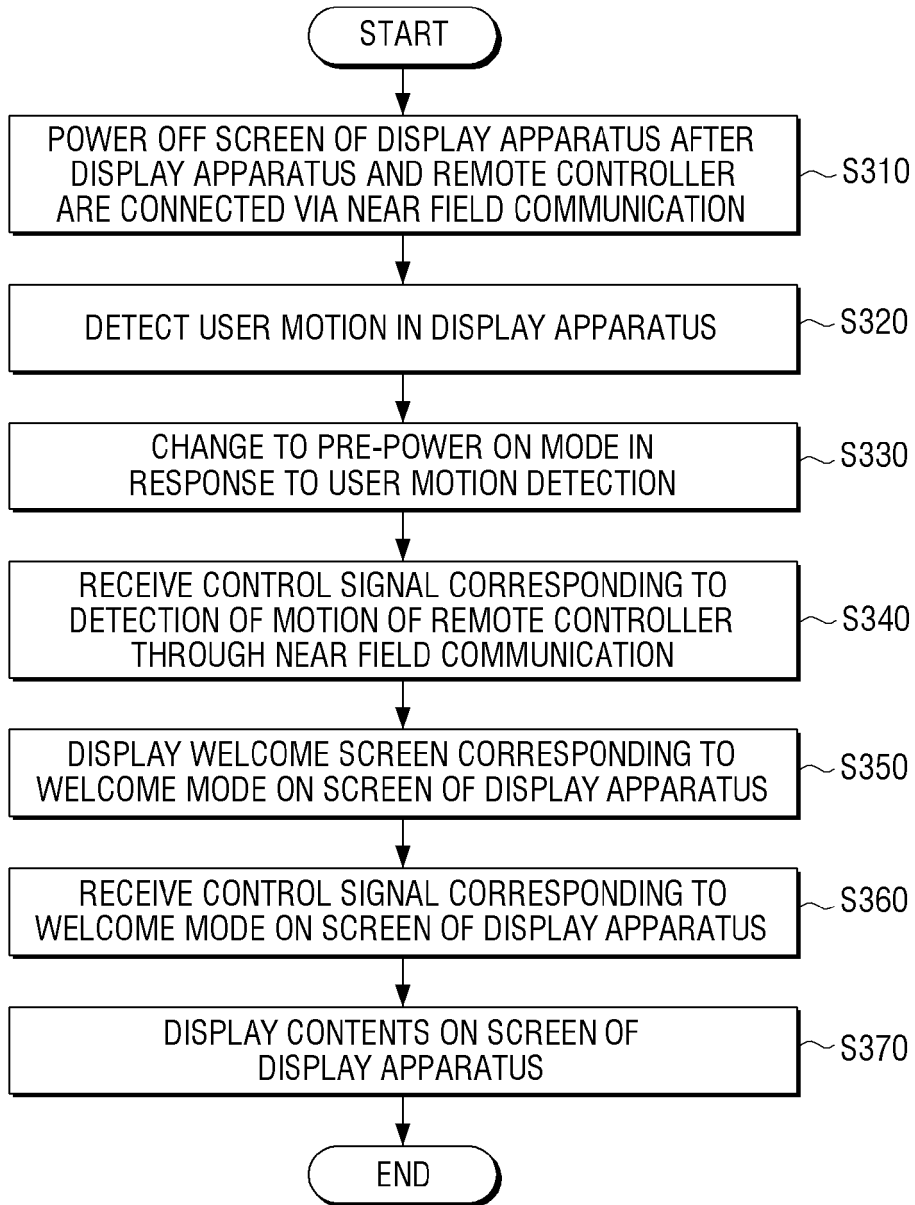 START
POWER OFF SCREEN OF DISPLAY APPARATUS AFTER
DISPLAY APPARATUS AND REMOTE CONTROLLER
ARE CONNECTED VIA NEAR FIELD COMMUNICATION
S310
DETECT USER MOTION IN DISPLAY APPARATUS
S320
CHANGE TO PRE-POWER ON MODE IN
RESPONSE TO USER MOTION DETECTION
S330
RECEIVE CONTROL SIGNAL CORRESPONDING TO
DETECTION OF MOTION OF REMOTE CONTROLLER
THROUGH NEAR FIELD COMMUNICATION
S340
DISPLAY WELCOME SCREEN CORRESPONDING TO
WELCOME MODE ON SCREEN OF DISPLAY APPARATUS
S350
RECEIVE CONTROL SIGNAL CORRESPONDING TO
WELCOME MODE ON SCREEN OF DISPLAY APPARATUS
S360
DISPLAY CONTENTS ON SCREEN OF
DISPLAY APPARATUS
S370
END